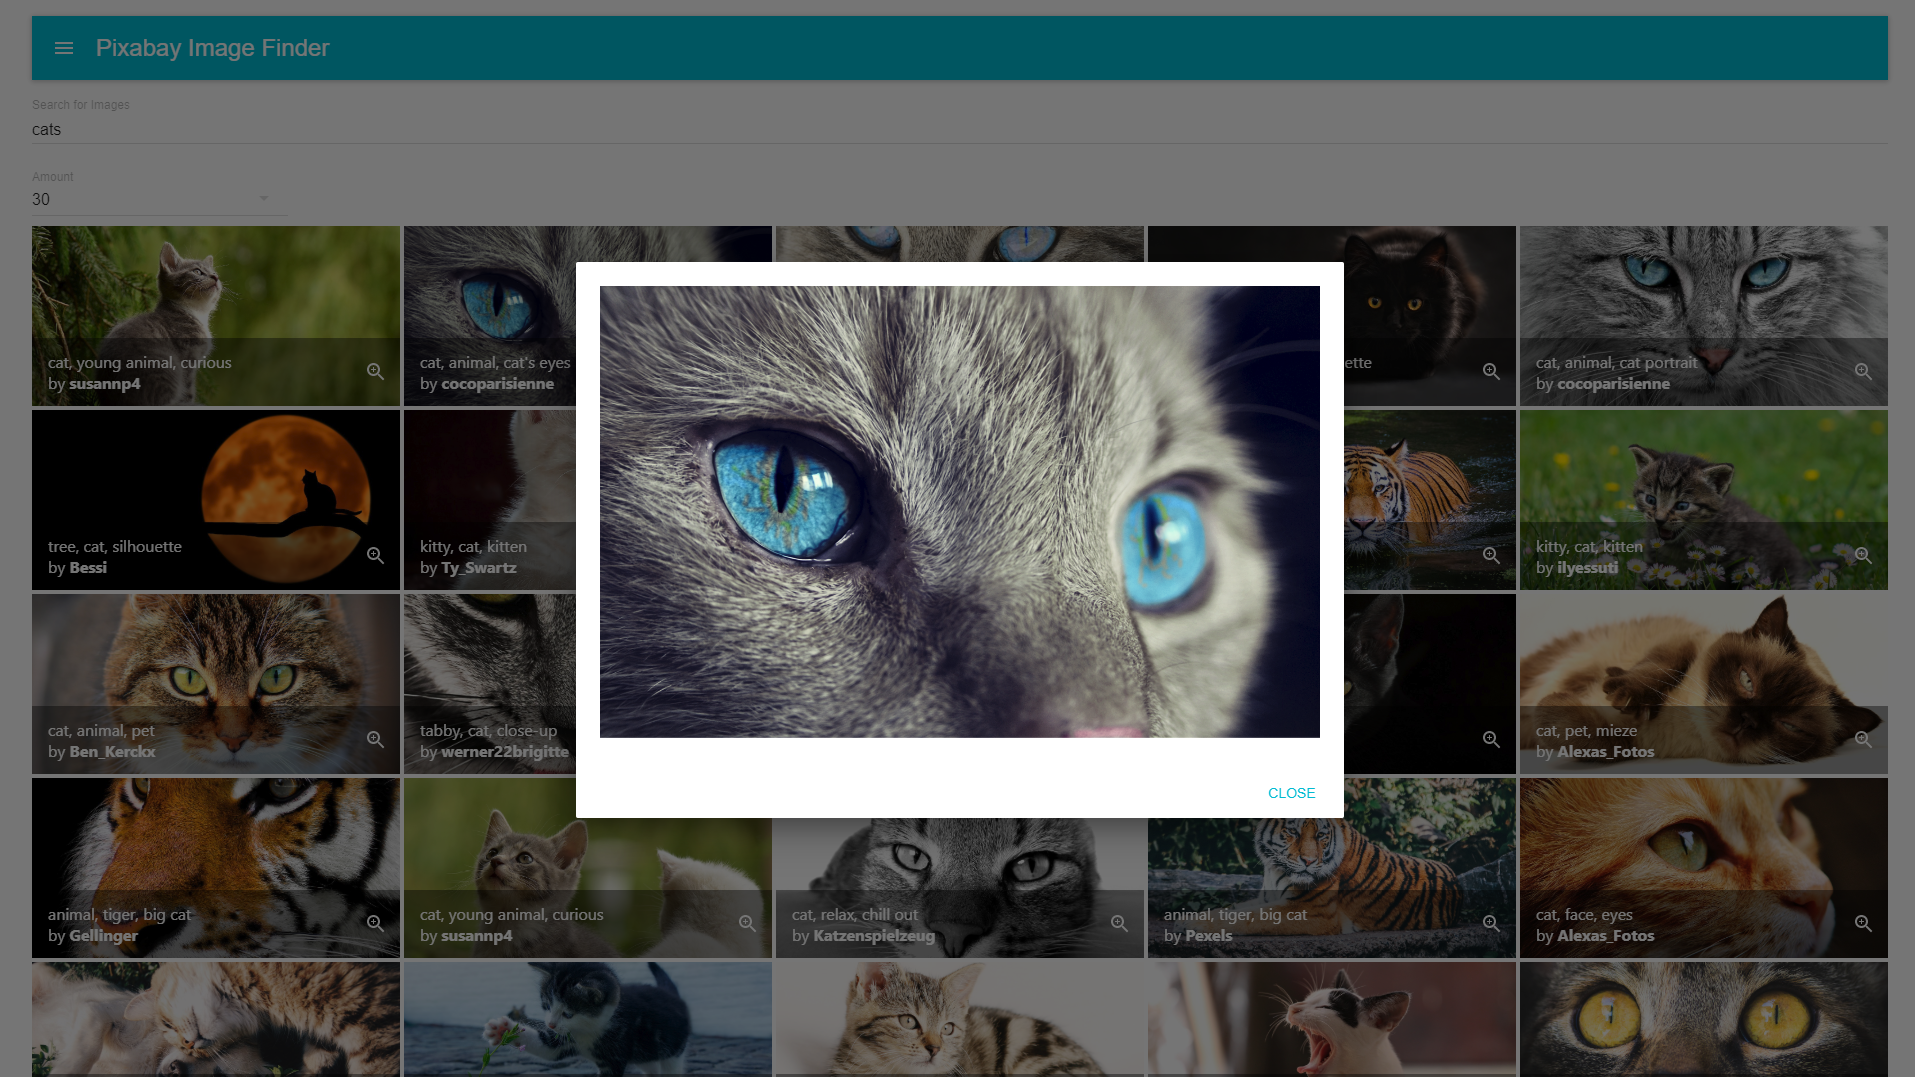 Pixabay Image Finder
Search for Images
cats
Amount
30
cat, young animal, curious
by susannp4
cat, animal, cat's eyes
by cocoparisienne
ette
cat, animal, cat portrait
by cocoparisienne
tree, cat, silhouette
by Bessi
kitty, cat, kitten
by Ty_Swartz
kitty, cat, kitten
by ilyessuti
cat, animal, pet
by Ben_Kerckx
tabby, cat, close-up
by werner22brigitte
cat, pet, mieze
by Alexas_Fotos
CLOSE
animal, tiger, big cat
by Gellinger
cat, young animal, curious
by susannp4
cat, relax, chill out
by Katzenspielzeug
animal, tiger, big cat
by Pexels
cat, face, eyes
by Alexas_Fotos